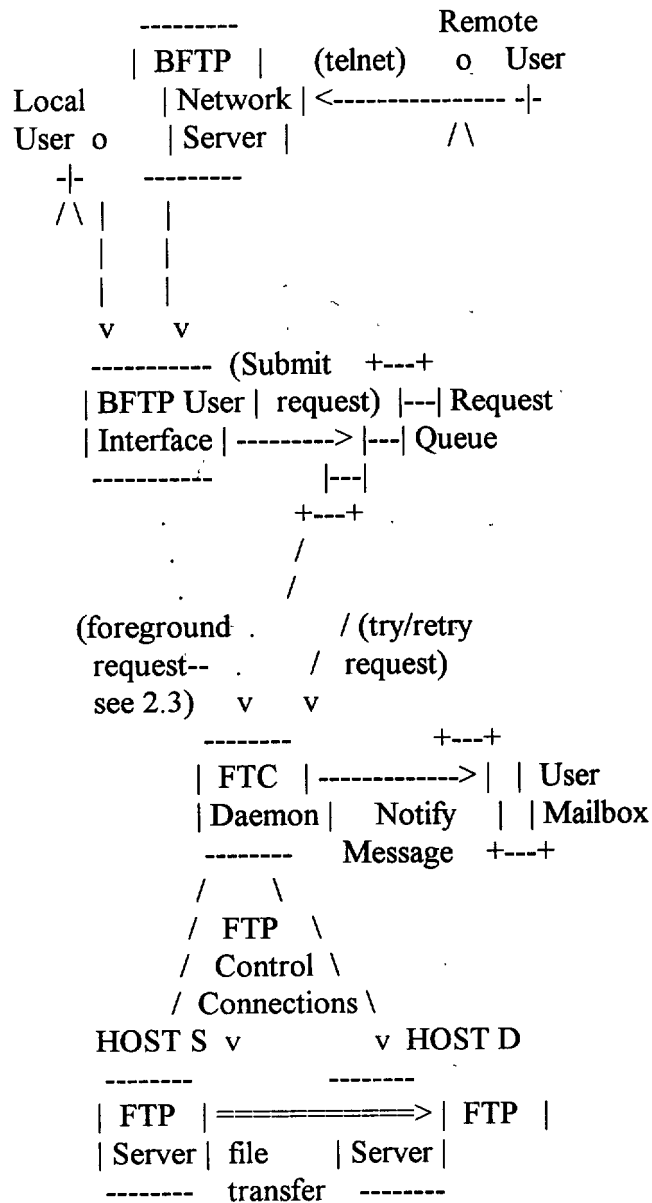 ---------          Remote
| BFTP  |    (telnet)    o   User
Local      | Network | <----------------- -|-
User  o     | Server  |               / \
-|-      ---------
/ \  |     |
|     |
|     |
v     v
----------- (Submit   +---+
| BFTP User |  request)  |---| Request
| Interface | ---------> |---| Queue
-----------          |---|
.            +---+
.          /
.         /
(foreground  .        / (try/retry
request--   .      /  request)
see 2.3)    v    v
--------              +---+
|  FTC  |------------->|  |  User
| Daemon |    Notify     |  | Mailbox
--------     Message   +---+
/      \
/  FTP   \
/  Control  \
/ Connections \
HOST S  v             v  HOST D
--------               --------
|  FTP  |============>|  FTP  |
| Server |  file       | Server |
--------   transfer   --------